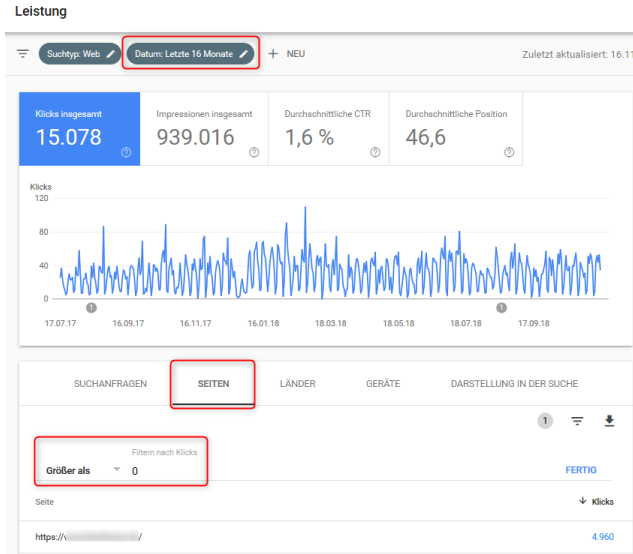 Leistung
Suchtyp: Web
Datum: Letzte 16 Monate
+ NEU
Zuletzt aktualisiert: 16.11
Klicks insgesamt
15.078
Impressionen insgesamt
939.016
Durchschnittliche CTR
1,6 %
Durchschnittliche Position
46,6
Klicks
120
80
40
0
1
1
17.07.17 16.09.17 16.11.17 16.01.18 18.03.18 18.05.18 18.07.18 17.09.18
SUCHANFRAGEN SEITEN LÄNDER GERÄTE DARSTELLUNG IN DER SUCHE
1
Filtern nach Klicks
Größer als 0 FERTIG
Seite Klicks
https:// / 4.960